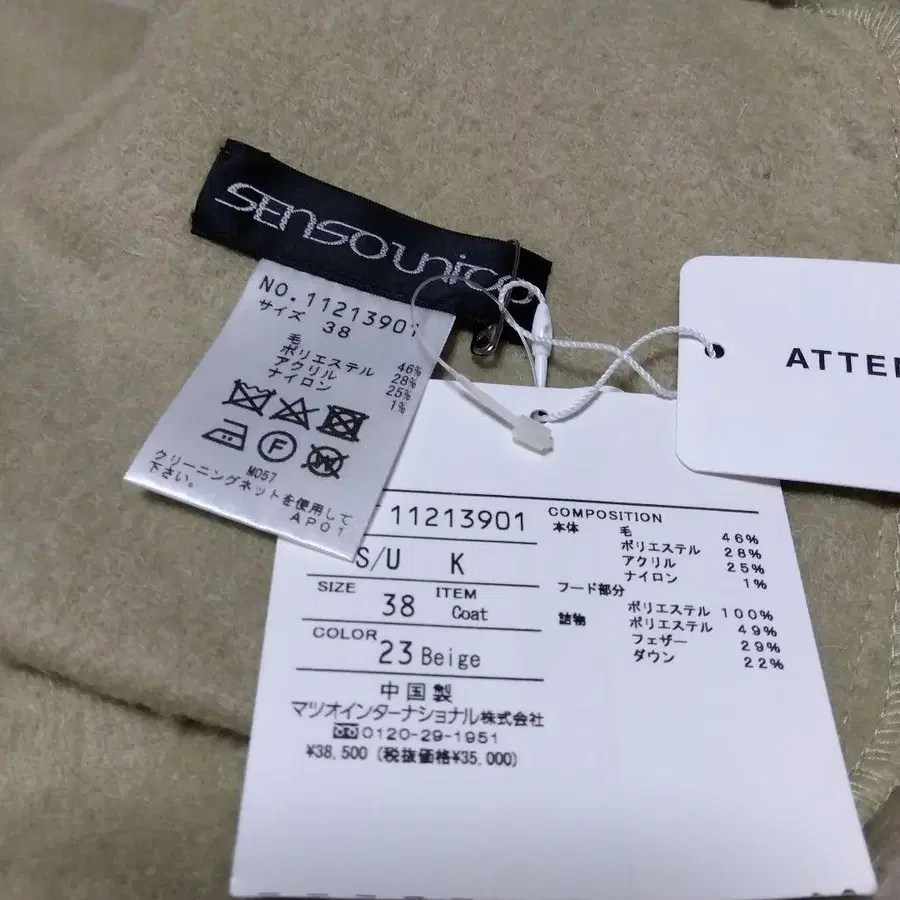 SENSOUNICO
NO.11213901
サイズ 38
毛 46%
ポリエステル 28%
アクリル 25%
ナイロン 1%
F
M057
クリーニングネットを使用して
下さい。 AP01
ATTE
11213901
S/U K
SIZE 38 ITEM Coat
COLOR 23 Beige
中国製
マツオインターナショナル株式会社
0120-29-1951
¥38,500 (税抜価格¥35,000)
COMPOSITION
本体 毛 46%
ポリエステル 28%
アクリル 25%
ナイロン 1%
フード部分
ポリエステル 100%
詰物 ポリエステル 49%
フェザー 29%
ダウン 22%